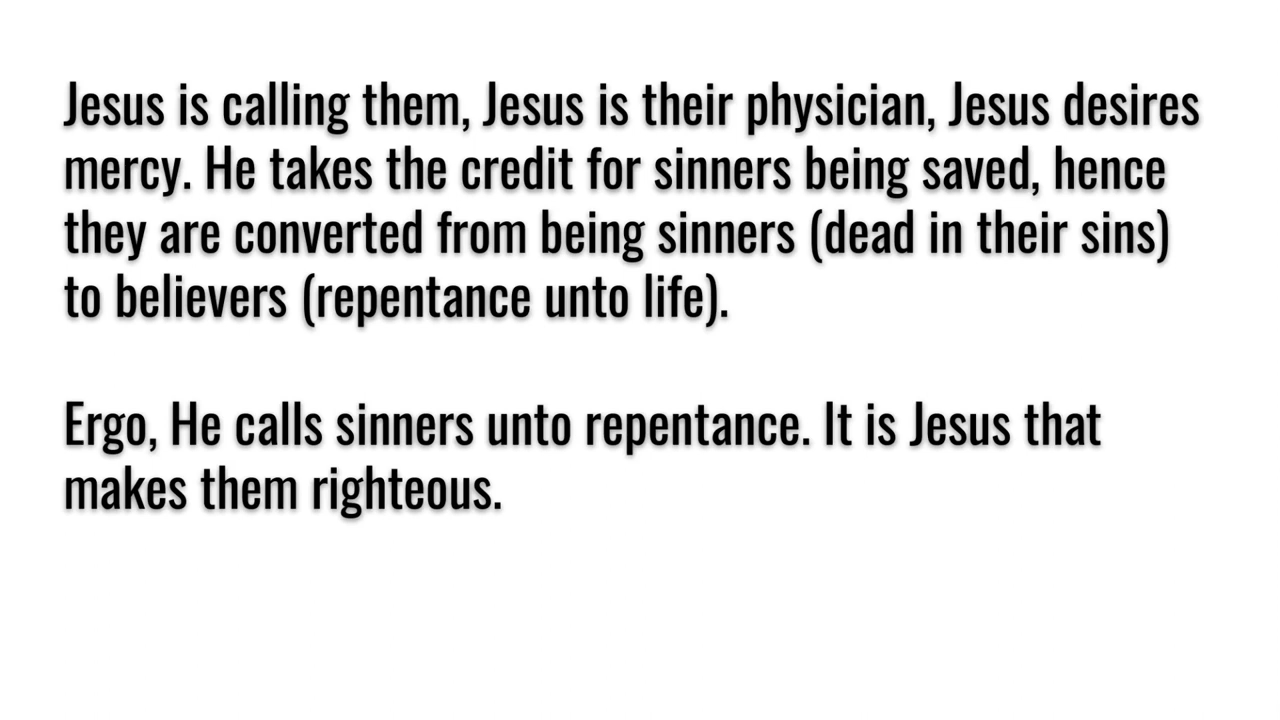 Jesus is calling them, Jesus is their physician, Jesus desires
mercy. He takes the credit for sinners being saved, hence
they are converted from being sinners (dead in their sins)
to believers (repentance unto life).
Ergo, He calls sinners unto repentance. It is Jesus that
makes them righteous.